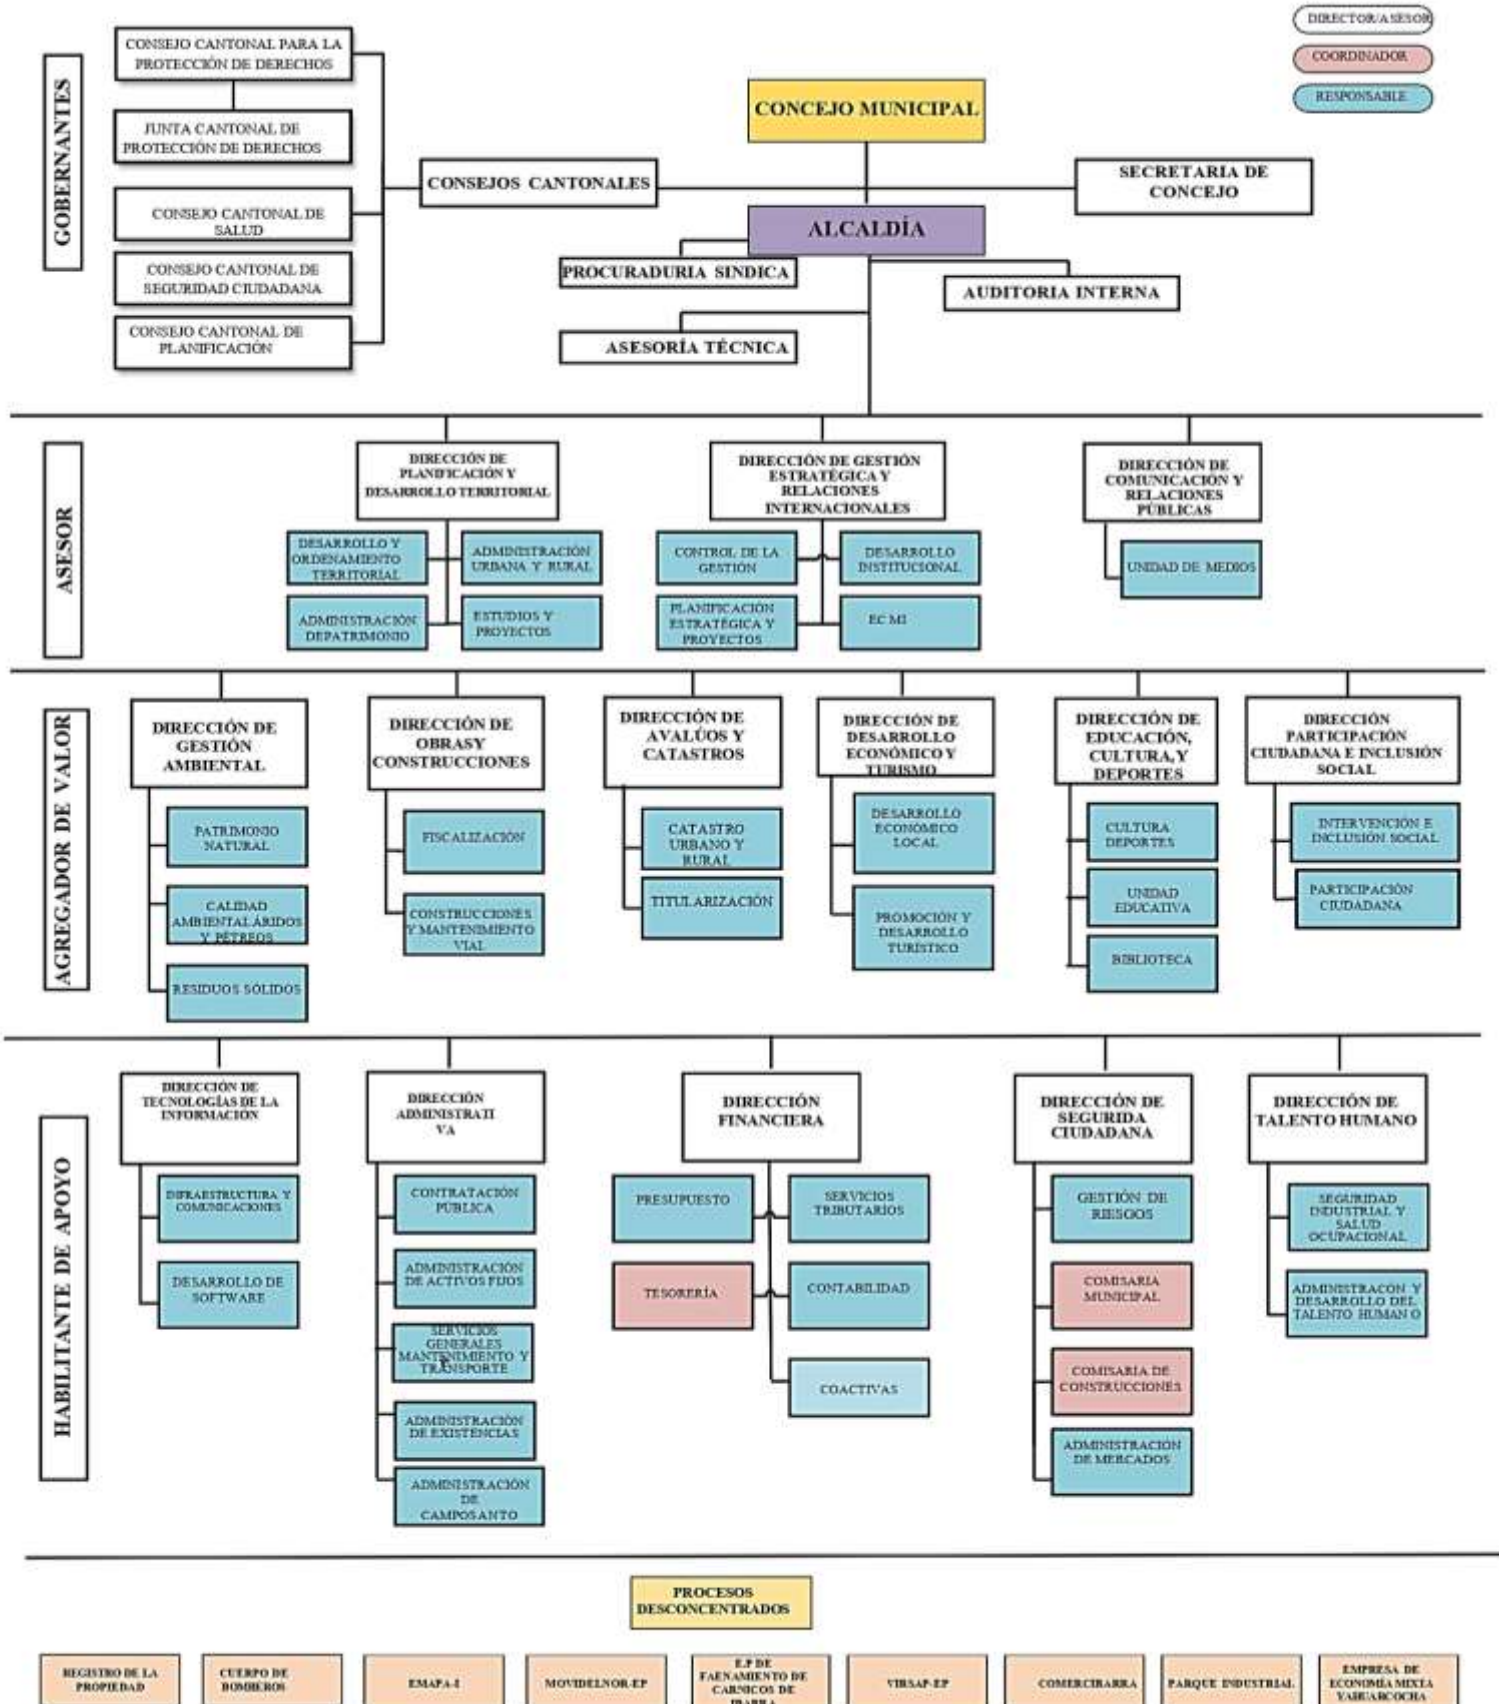 DIRECTOR/ASESOR
COORDINADOR
RESPONSABLE
GOBERNANTES
CONSEJO CANTONAL PARA LA
PROTECCIÓN DE DERECHOS
JUNTA CANTONAL DE
PROTECCIÓN DE DERECHOS
CONSEJO CANTONAL DE
SALUD
CONSEJO CANTONAL DE
SEGURIDAD CIUDADANA
CONSEJO CANTONAL DE
PLANIFICACIÓN
CONSEJOS CANTONALES
CONCEJO MUNICIPAL
SECRETARIA DE
CONCEJO
ALCALDÍA
PROCURADURIA SINDICA
AUDITORIA INTERNA
ASESORÍA TÉCNICA
ASESOR
DIRECCIÓN DE
PLANIFICACIÓN Y
DESARROLLO TERRITORIAL
DESARROLLO Y
ORDENAMIENTO
TERRITORIAL
ADMINISTRACIÓN
URBANA Y RURAL
ADMINISTRACIÓN
DEPATRIMONIO
ESTUDIOS Y
PROYECTOS
DIRECCIÓN DE GESTIÓN
ESTRATÉGICA Y
RELACIONES
INTERNACIONALES
CONTROL DE LA
GESTIÓN
DESARROLLO
INSTITUCSIONAL
PLANIFICACIÓN
ESTRATÉGICA Y
PROYECTOS
EC MI
DIRECCIÓN DE
COMUNICACIÓN Y
RELACIONES
PÚBLICAS
UNIDAD DE MEDIOS
AGREGADOR DE VALOR
DIRECCIÓN DE
GESTIÓN
AMBIENTAL
PATRIMONIO
NATURAL
CALIDAD
AMBIENTAL ÁRIDOS
Y PÉTREOS
RESIDUOS SÓLIDOS
DIRECCIÓN DE
OBRASY
CONSTRUCCIONES
FISCALIZACIÓN
CONSTRUCCIONES
Y MANTENIMIENTO
VIAL
DIRECCIÓN DE
AVALÚOS Y
CATASTROS
CATASTRO
URBANO Y
RURAL
TITULARIZACIÓN
DIRECCIÓN DE
DESARROLLO
ECONÓMICO Y
TURISMO
DESARROLLO
ECONÓMICO
LOCAL
PROMOCIÓN Y
DESARROLLO
TURÍSTICO
DIRECCIÓN DE
EDUCACIÓN,
CULTURA,Y
DEPORTES
CULTURA
DEPORTES
UNIDAD
EDUCATIVA
BIBLIOTECA
DIRECCIÓN
PARTICIPACIÓN
CIUDADANA E INCLUSIÓN
SOCIAL
INTERVENCIÓN E
INCLUSIÓN SOCIAL
PARTICIPACIÓN
CIUDADANA
HABILITANTE DE APOYO
DIRECCIÓN DE
TECNOLOGÍAS DE LA
INFORMACIÓN
INFRAESTRUCTURA Y
COMUNICACIONES
DESARROLLO DE
SOFTWARE
DIRECCIÓN
ADMINISTRATI
VA
CONTRATACIÓN
PÚBLICA
ADMINISTRACIÓN
DE ACTIVOS FIJOS
SERVICIOS
GENERALES
MANTENIMIENTO Y
TRANSPORTE
ADMINISTRACIÓN
DE EXISTENCIAS
ADMINISTRACIÓN
DE
CAMPOSANTO
DIRECCIÓN
FINANCIERA
PRESUPUESTO
SERVICIOS
TRIBUTARIOS
TESORERÍA
CONTABILIDAD
COACTIVAS
DIRECCIÓN DE
SEGURIDA
CIUDADANA
GESTIÓN DE
RIESGOS
COMISARIA
MUNICIPAL
COMISARÍA DE
CONSTRUCCIONES
ADMINISTRACIÓN
DE MERCADOS
DIRECCIÓN DE
TALENTO HUMANO
SEGURIDAD
INDUSTRIAL Y
SALUD
OCUPACIONAL
ADMINISTRACON Y
DESARROLLO DEL
TALENTO HUMAN O
PROCESOS
DESCONCENTRADOS
REGISTRO DE LA
PROPIEDAD
CUERPO DE
BOMBEROS
EMAPA-I
MOVIDELNOR-EP
E.P DE
FAENAMIENTO DE
CARNICOS DE
IBARRA
VIRSAP-EP
COMERCIBARRA
PARQUE INDUSTRIAL
EMPRESA DE
ECONOMÍA MIXTA
YAHUARCOCHA